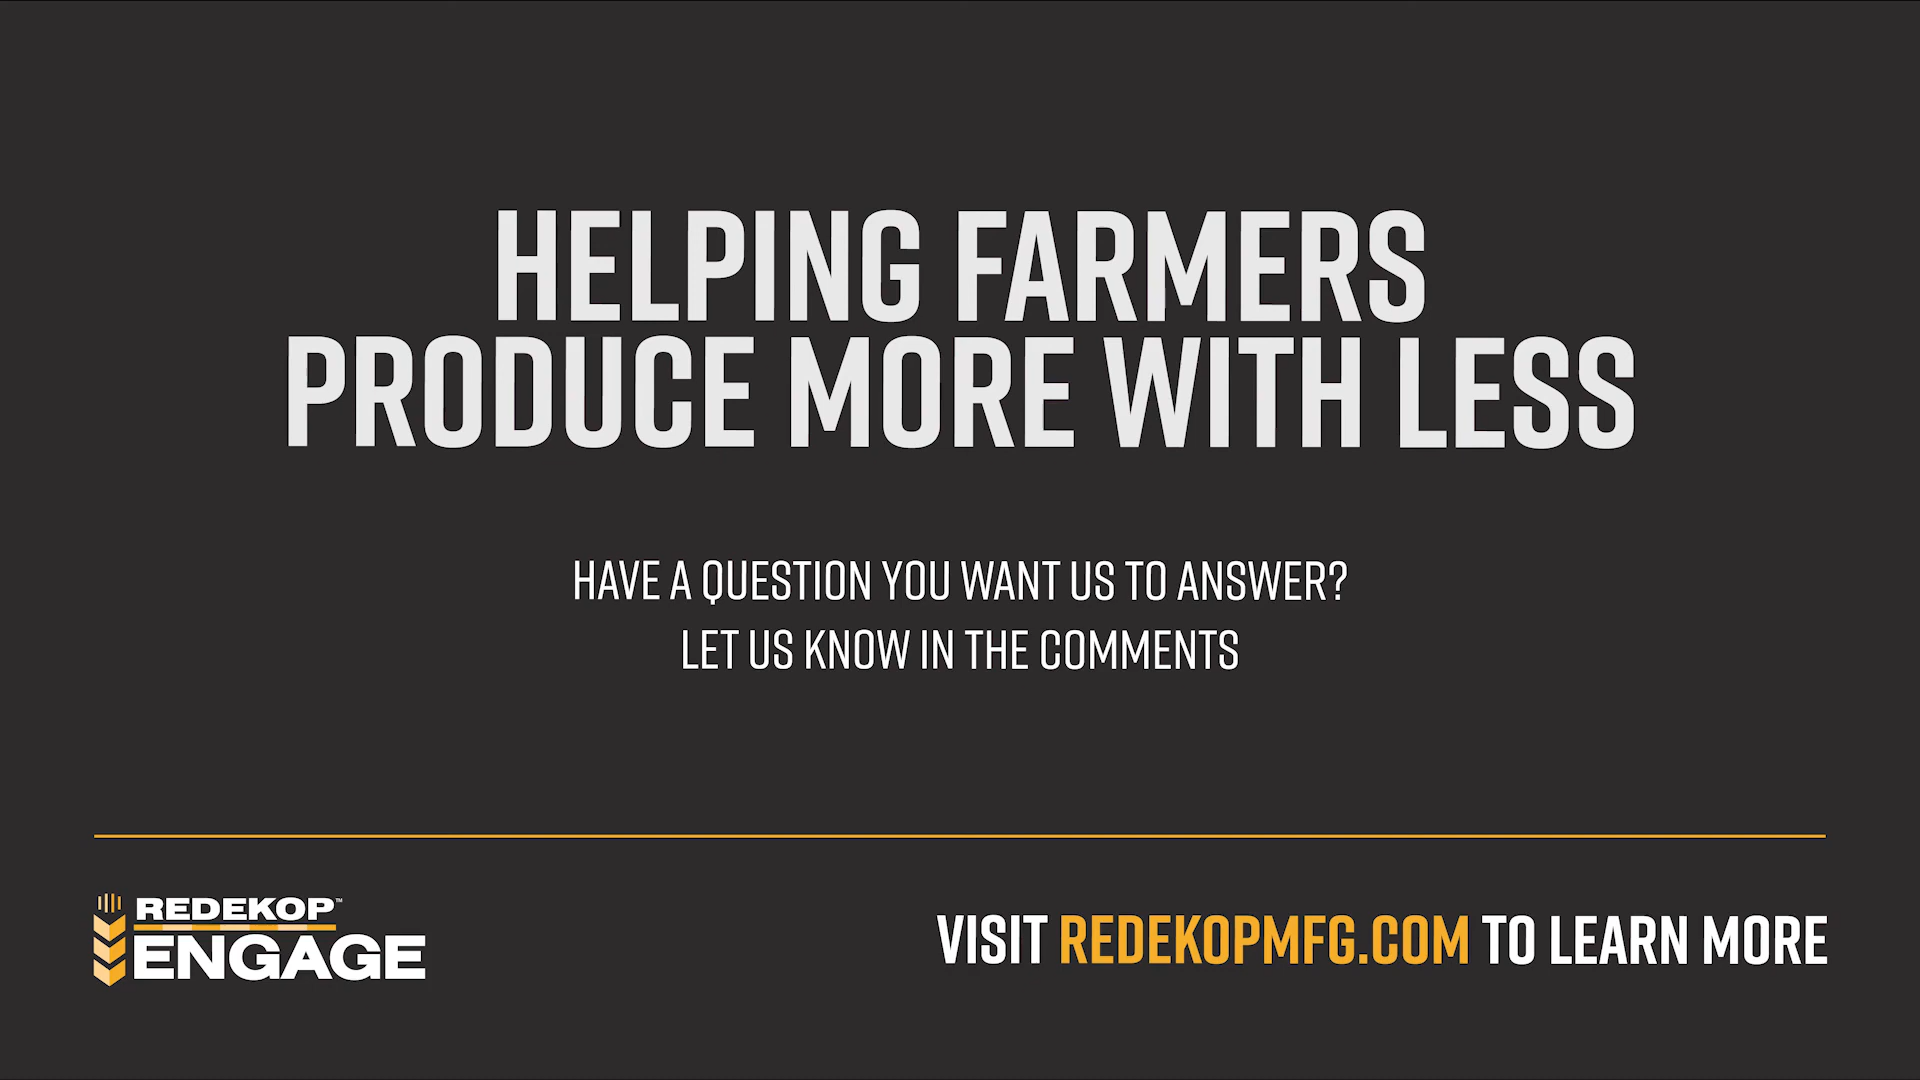 HELPING FARMERS
PRODUCE MORE WITH LESS
HAVE A QUESTION YOU WANT US TO ANSWER?
LET US KNOW IN THE COMMENTS
REDEKOP™
ENGAGE
VISIT REDEKOPMFG.COM TO LEARN MORE